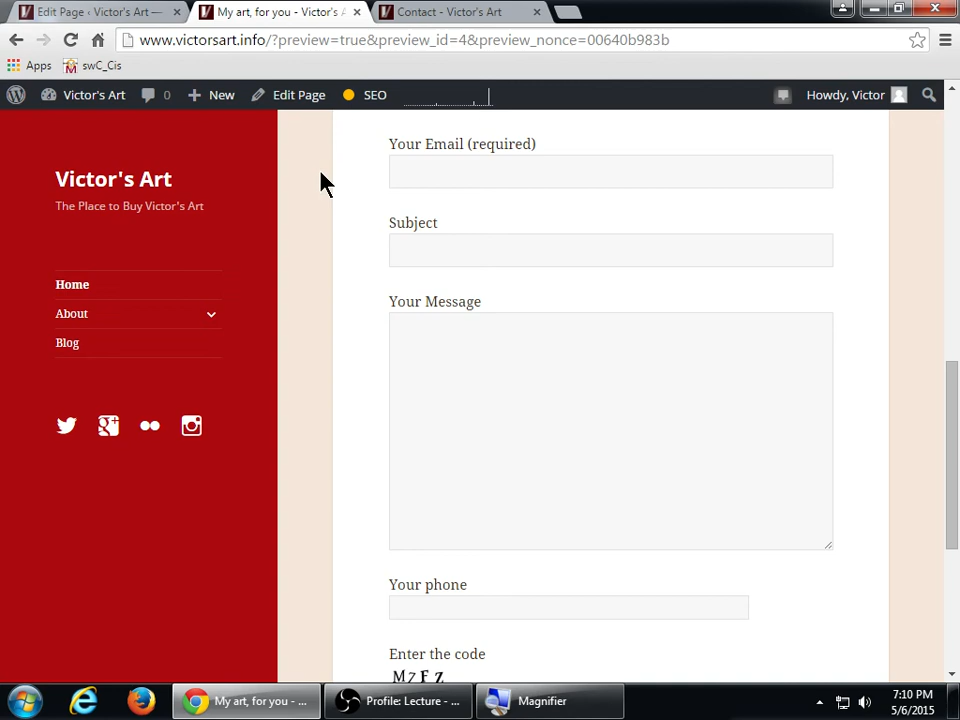 Edit Page ‹ Victor's Art —
My art, for you - Victor's A
Contact - Victor's Art
www.victorsart.info/?preview=true&preview_id=4&preview_nonce=00640b983b
Apps
swC_Cis
Victor's Art
0
New
Edit Page
SEO
Howdy, Victor
Victor's Art
The Place to Buy Victor's Art
Home
About
Blog
Your Email (required)
Subject
Your Message
Your phone
Enter the code
MzFz
My art, for you - ...
Profile: Lecture - ...
Magnifier
7:10 PM
5/6/2015